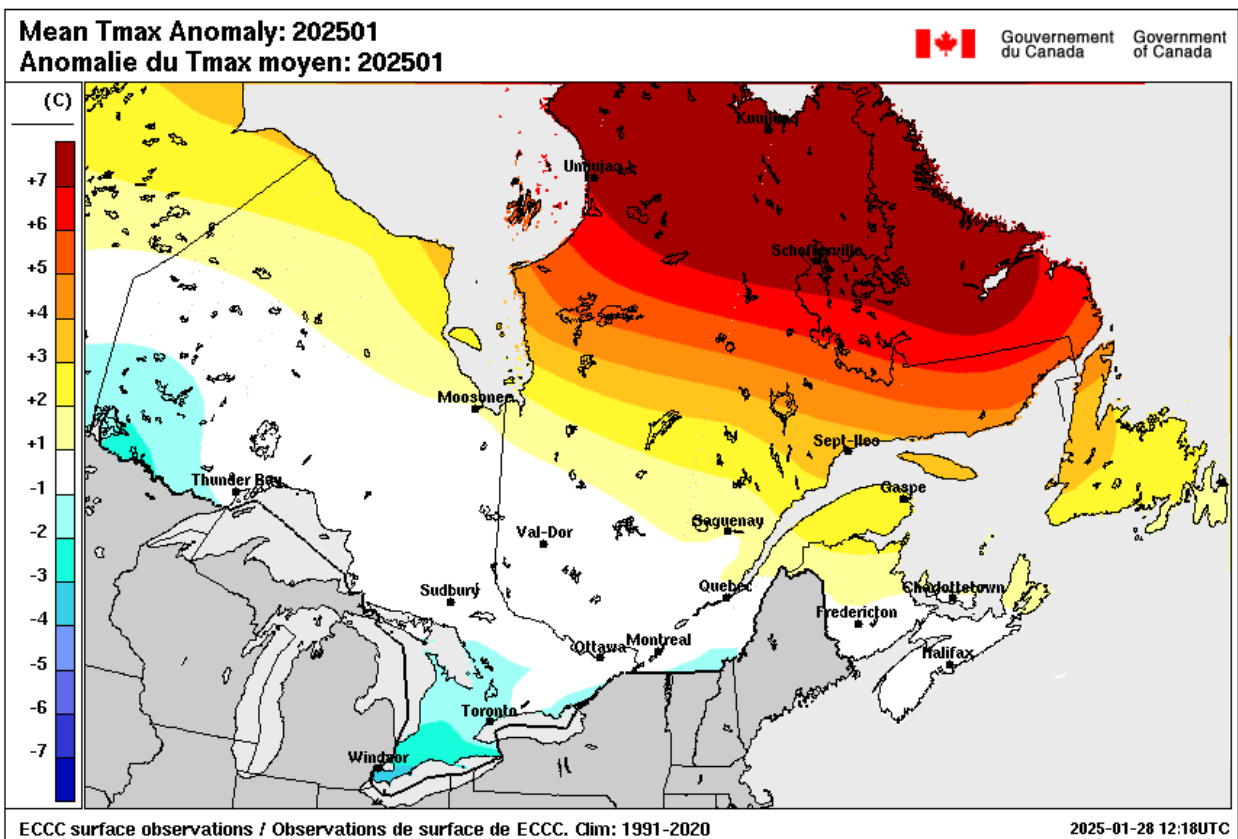 Mean Tmax Anomaly: 202501
Anomalie du Tmax moyen: 202501
Gouvernement du Canada
Government of Canada
(C)
+7
+6
+5
+4
+3
+2
+1
-1
-2
-3
-4
-5
-6
-7
Kuujjuaq
Umiujaq
Schefferville
Moosonee
Sept-Iles
Thunder Bay
Gaspe
Saguenay
Val-Dor
Sudbury
Quebec
Charlottetown
Fredericton
Ottawa
Montreal
Halifax
Toronto
Windsor
ECCC surface observations / Observations de surface de ECCC. Clim: 1991-2020
2025-01-28 12:18UTC